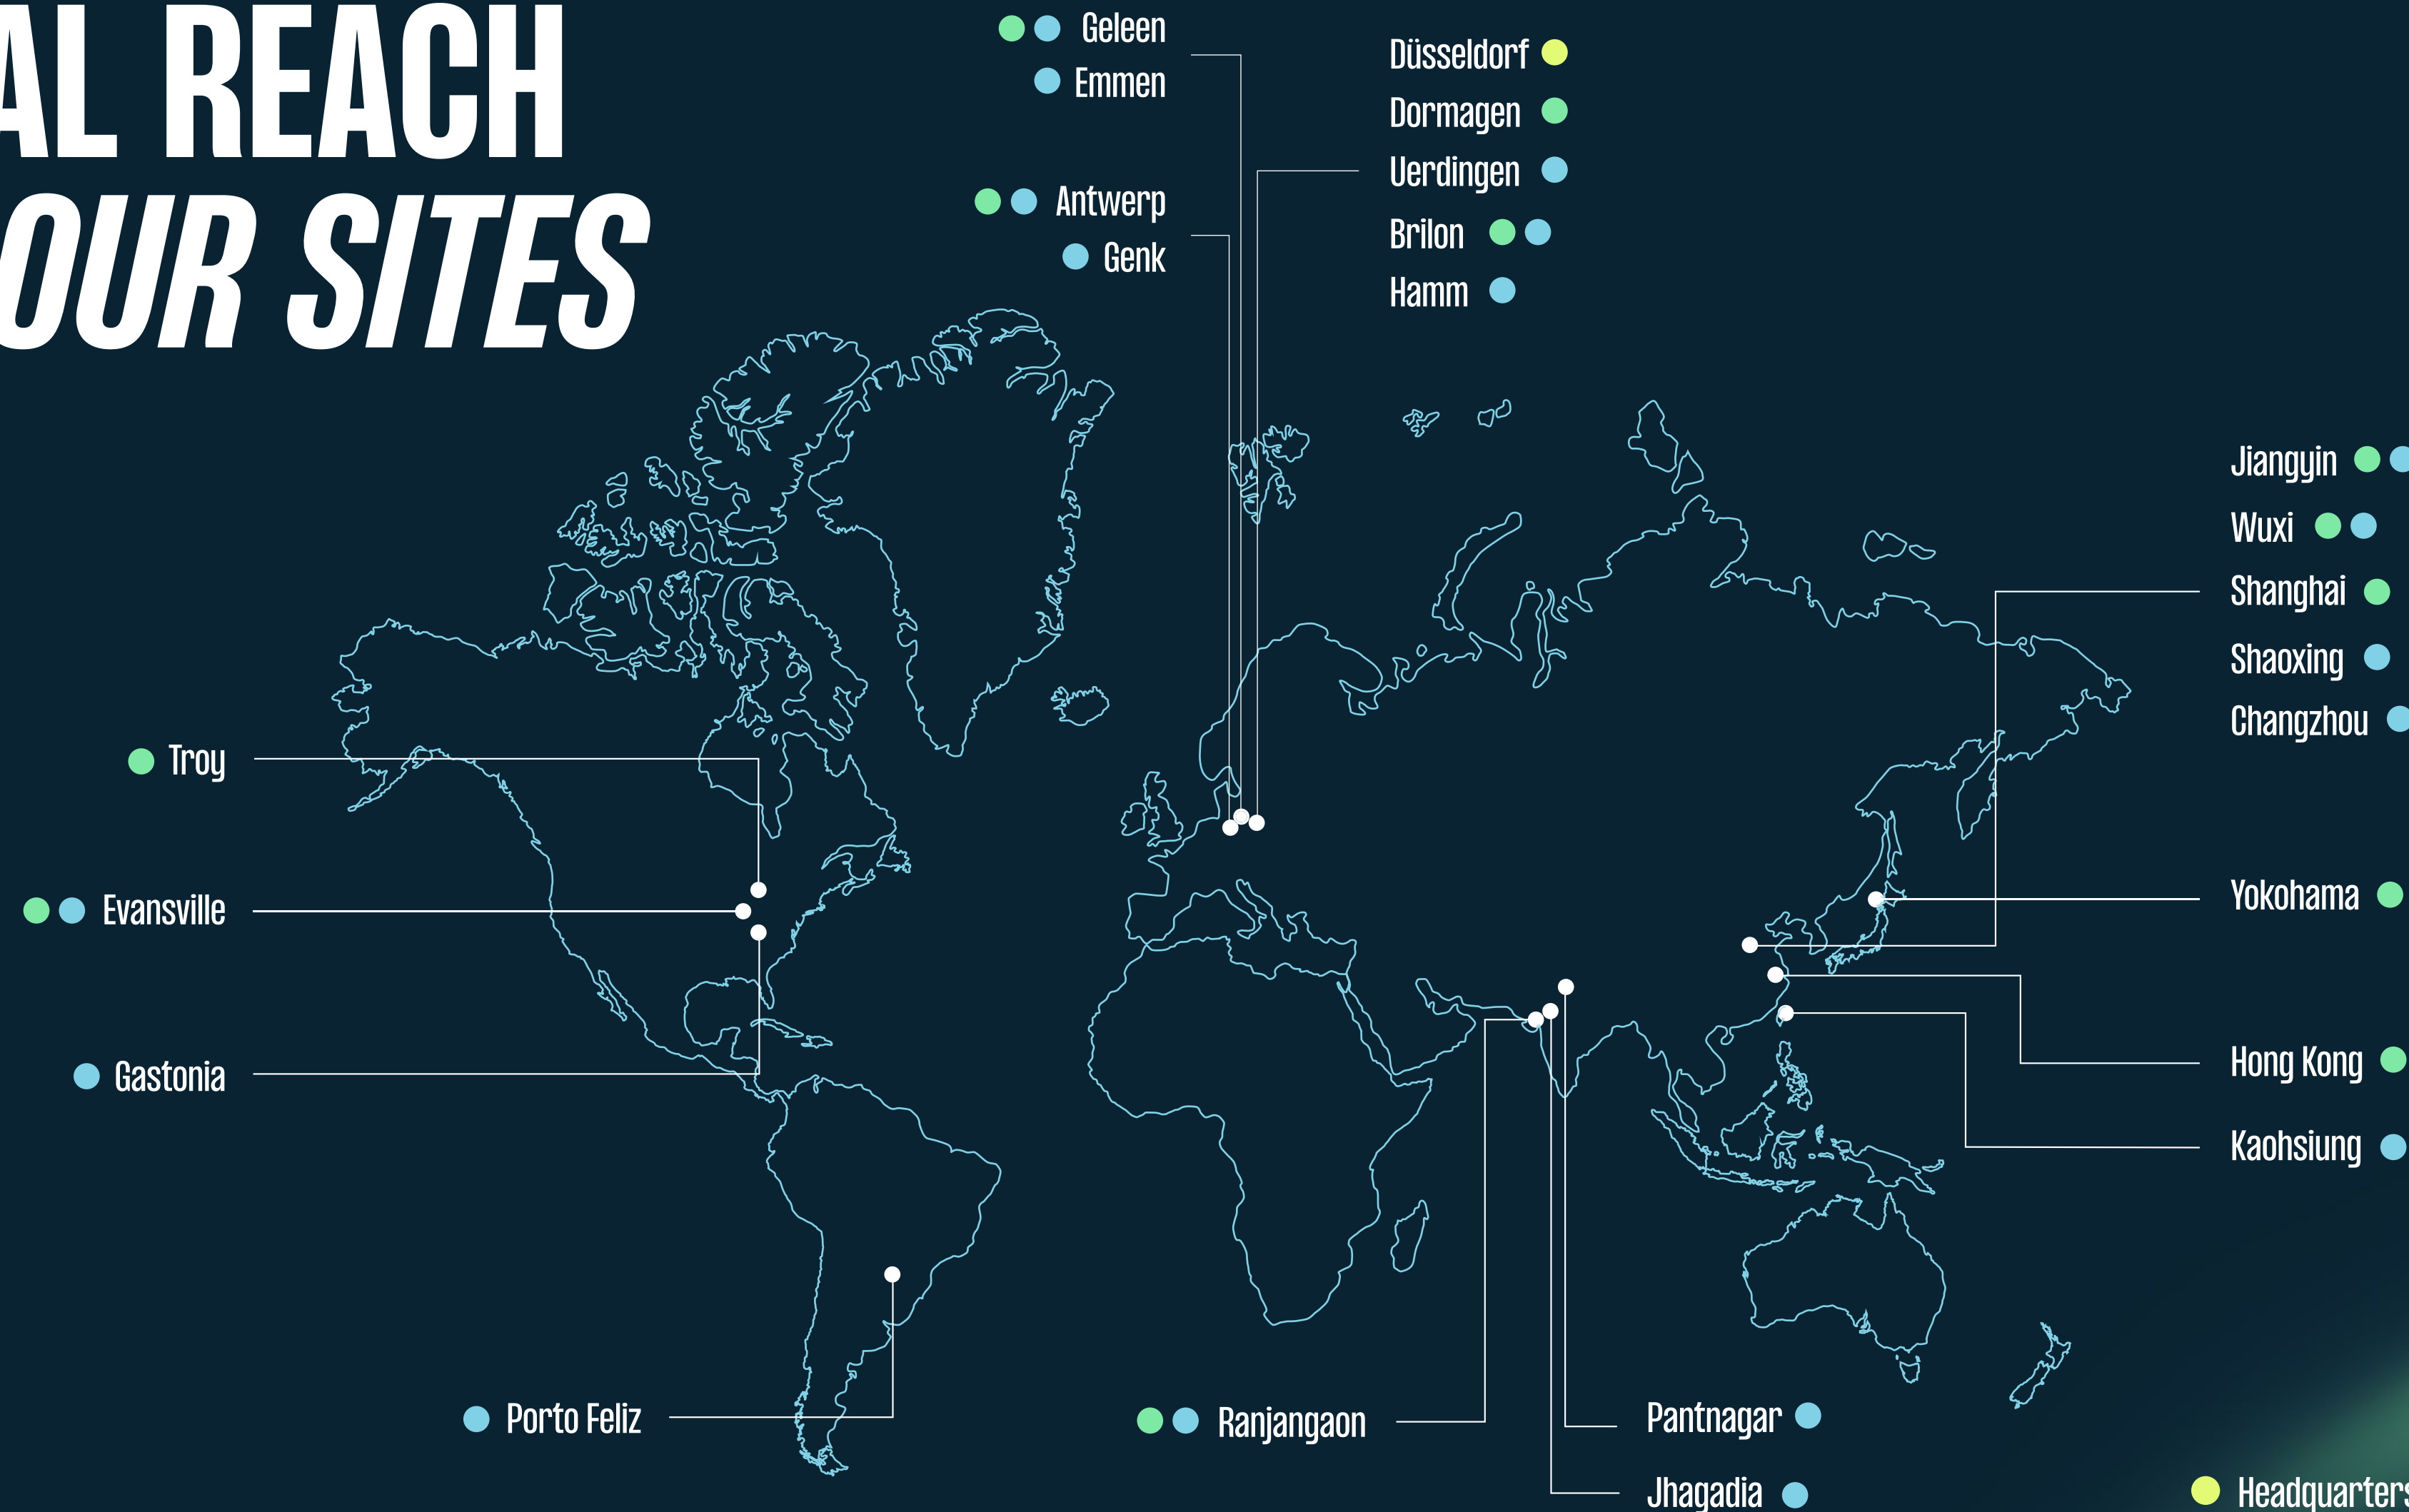 AL REACH
OUR SITES
Geleen
Emmen
Antwerp
Genk
Düsseldorf
Dormagen
Uerdingen
Brilon
Hamm
Jiangyin
Wuxi
Shanghai
Shaoxing
Changzhou
Troy
Evansville
Gastonia
Yokohama
Hong Kong
Kaohsiung
Porto Feliz
Ranjangaon
Pantnagar
Jhagadia
Headquarters